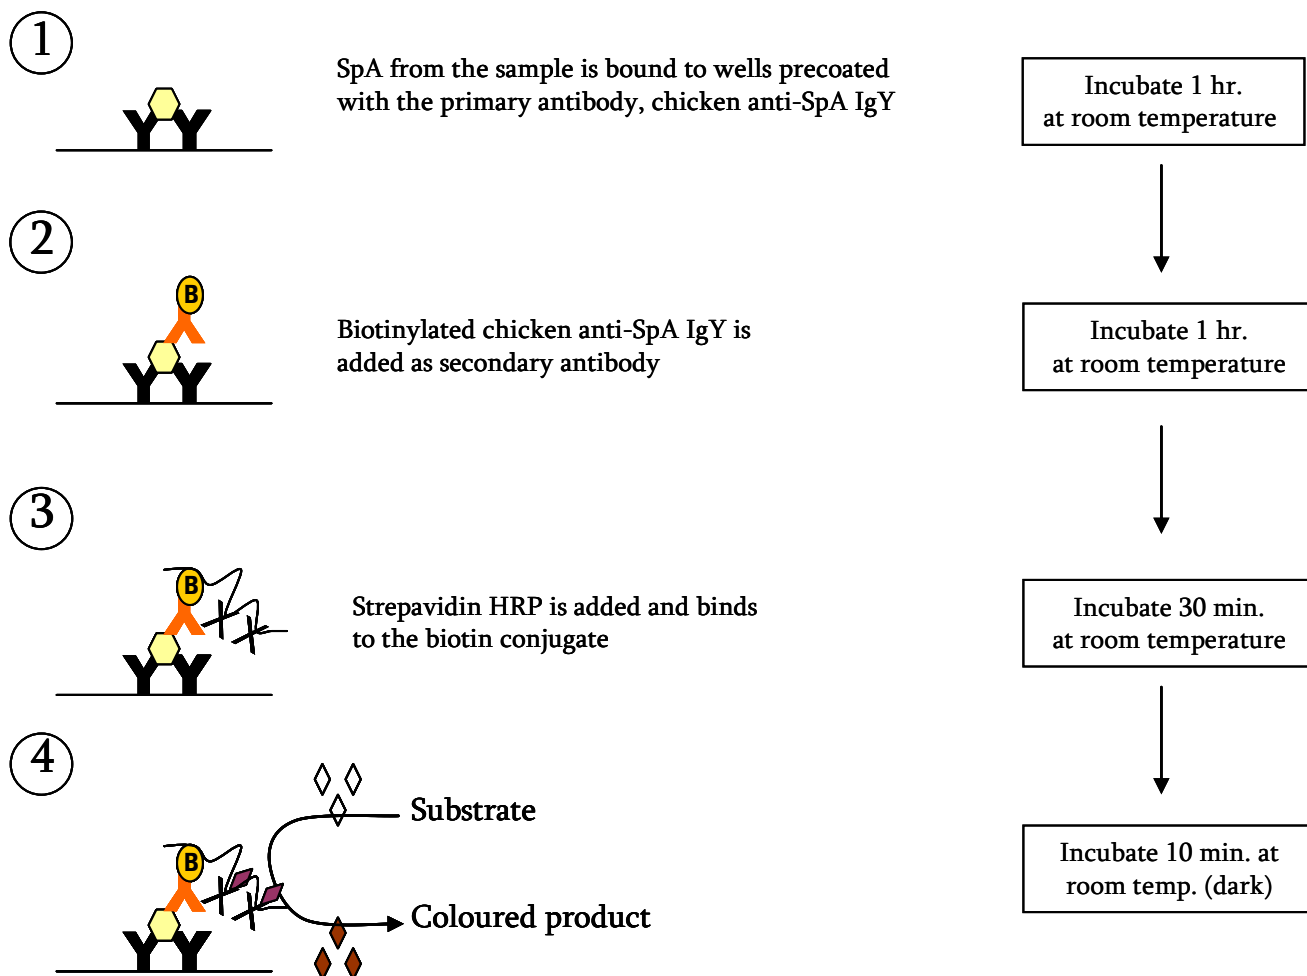 1
SpA from the sample is bound to wells precoated
with the primary antibody, chicken anti-SpA IgY
Incubate 1 hr.
at room temperature
2
B
Biotinylated chicken anti-SpA IgY is
added as secondary antibody
Incubate 1 hr.
at room temperature
3
B
Strepavidin HRP is added and binds
to the biotin conjugate
Incubate 30 min.
at room temperature
4
Substrate
B
Coloured product
Incubate 10 min. at
room temp. (dark)